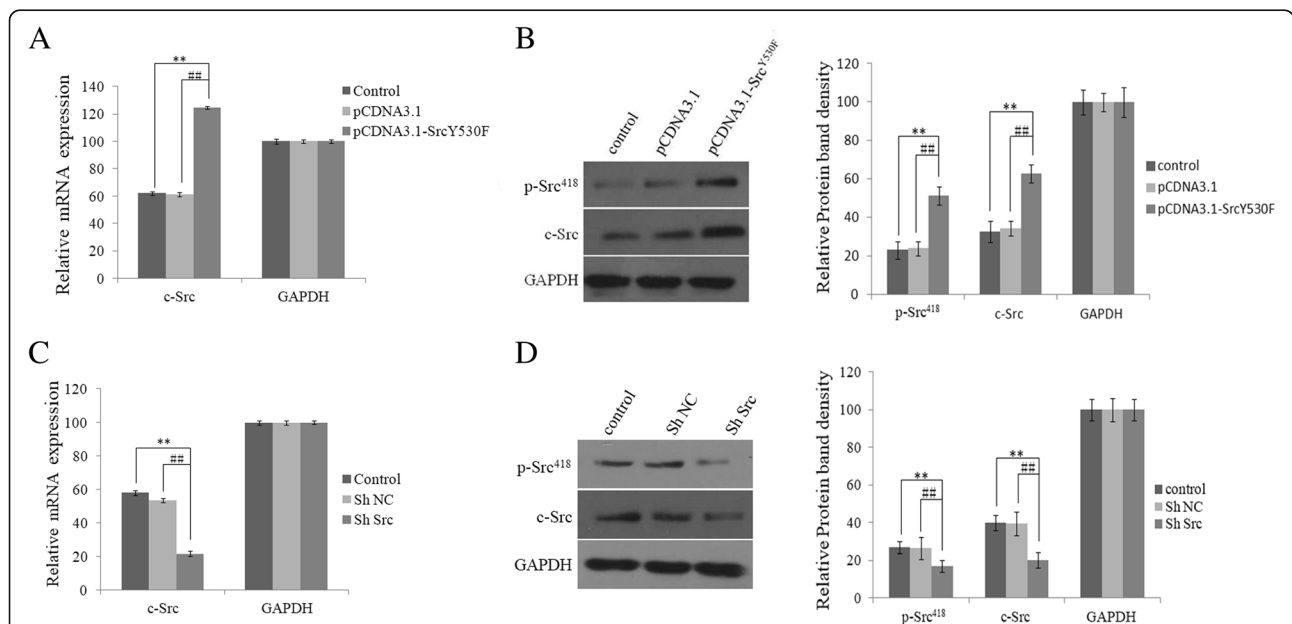 A
Relative mRNA expression
140
120
100
80
60
40
20
0
**
##
Control
pCDNA3.1
pCDNA3.1-SrcY530F
c-Src
GAPDH
B
control
pCDNA3.1
pCDNA3.1-Src^Y530F
p-Src⁴¹⁸
c-Src
GAPDH
Relative Protein band density
120
100
80
60
40
20
0
**
##
**
##
control
pCDNA3.1
pCDNA3.1-SrcY530F
p-Src⁴¹⁸
c-Src
GAPDH
C
Relative mRNA expression
120
100
80
60
40
20
0
**
##
Control
Sh NC
Sh Src
c-Src
GAPDH
D
control
Sh NC
Sh Src
p-Src⁴¹⁸
c-Src
GAPDH
Relative Protein band density
120
100
80
60
40
20
0
**
##
**
##
control
Sh NC
Sh Src
p-Src⁴¹⁸
c-Src
GAPDH